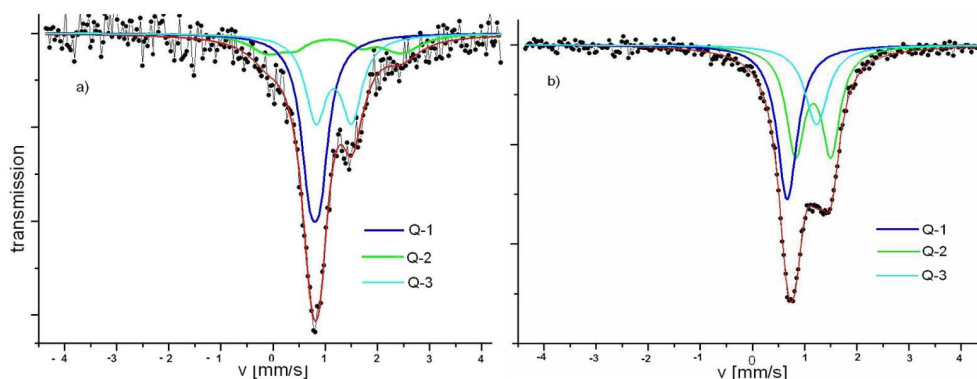 a)
transmission
Q-1
Q-2
Q-3
- 4 - 3 - 2 - 1 0 1 2 3 4
v [mm/s]
b)
Q-1
Q-2
Q-3
-4 -3 -2 -1 0 1 2 3 4
v [mm/s]